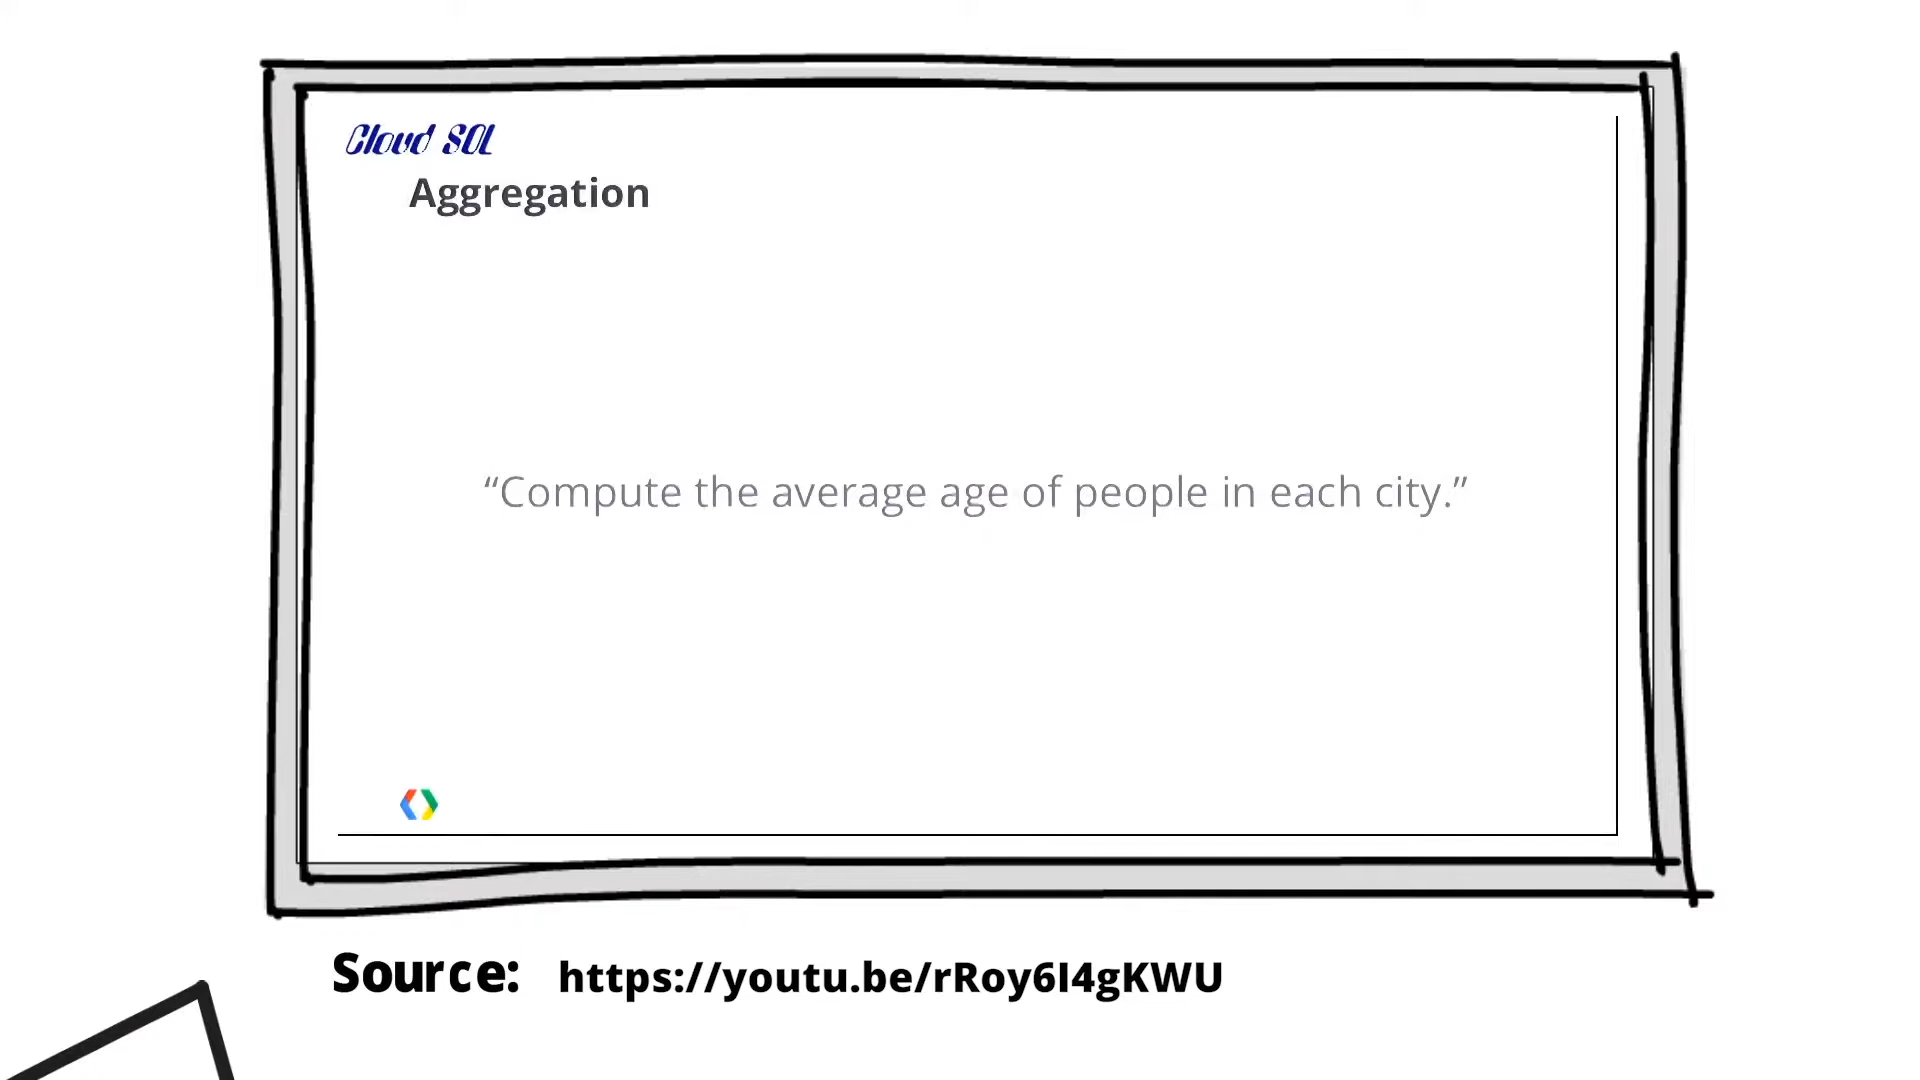 Cloud SQL
Aggregation
“Compute the average age of people in each city.”
Source: https://youtu.be/rRoy6I4gKWU